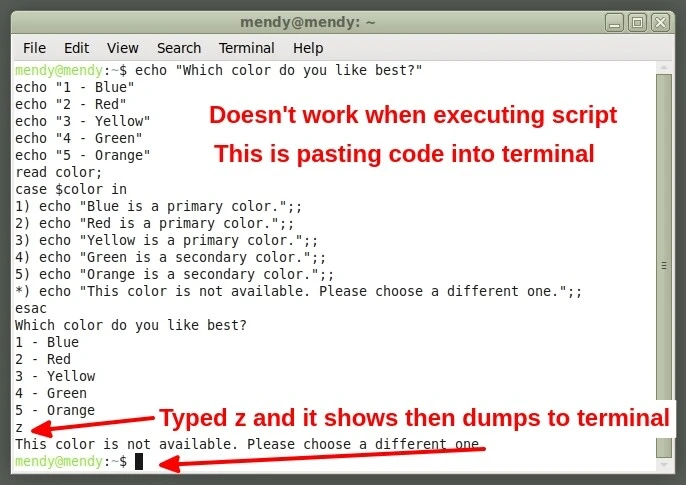 mendy@mendy: ~
File Edit View Search Terminal Help
mendy@mendy:~$ echo "Which color do you like best?"
echo "1 - Blue"
echo "2 - Red"
echo "3 - Yellow"
echo "4 - Green"
echo "5 - Orange"
Doesn't work when executing script
This is pasting code into terminal
read color;
case $color in
1) echo "Blue is a primary color.";;
2) echo "Red is a primary color.";;
3) echo "Yellow is a primary color.";;
4) echo "Green is a secondary color.";;
5) echo "Orange is a secondary color.";;
*) echo "This color is not available. Please choose a different one.";;
esac
Which color do you like best?
1 - Blue
2 - Red
3 - Yellow
4 - Green
5 - Orange
Typed z and it shows then dumps to terminal
z
This color is not available. Please choose a different one.
mendy@mendy:~$